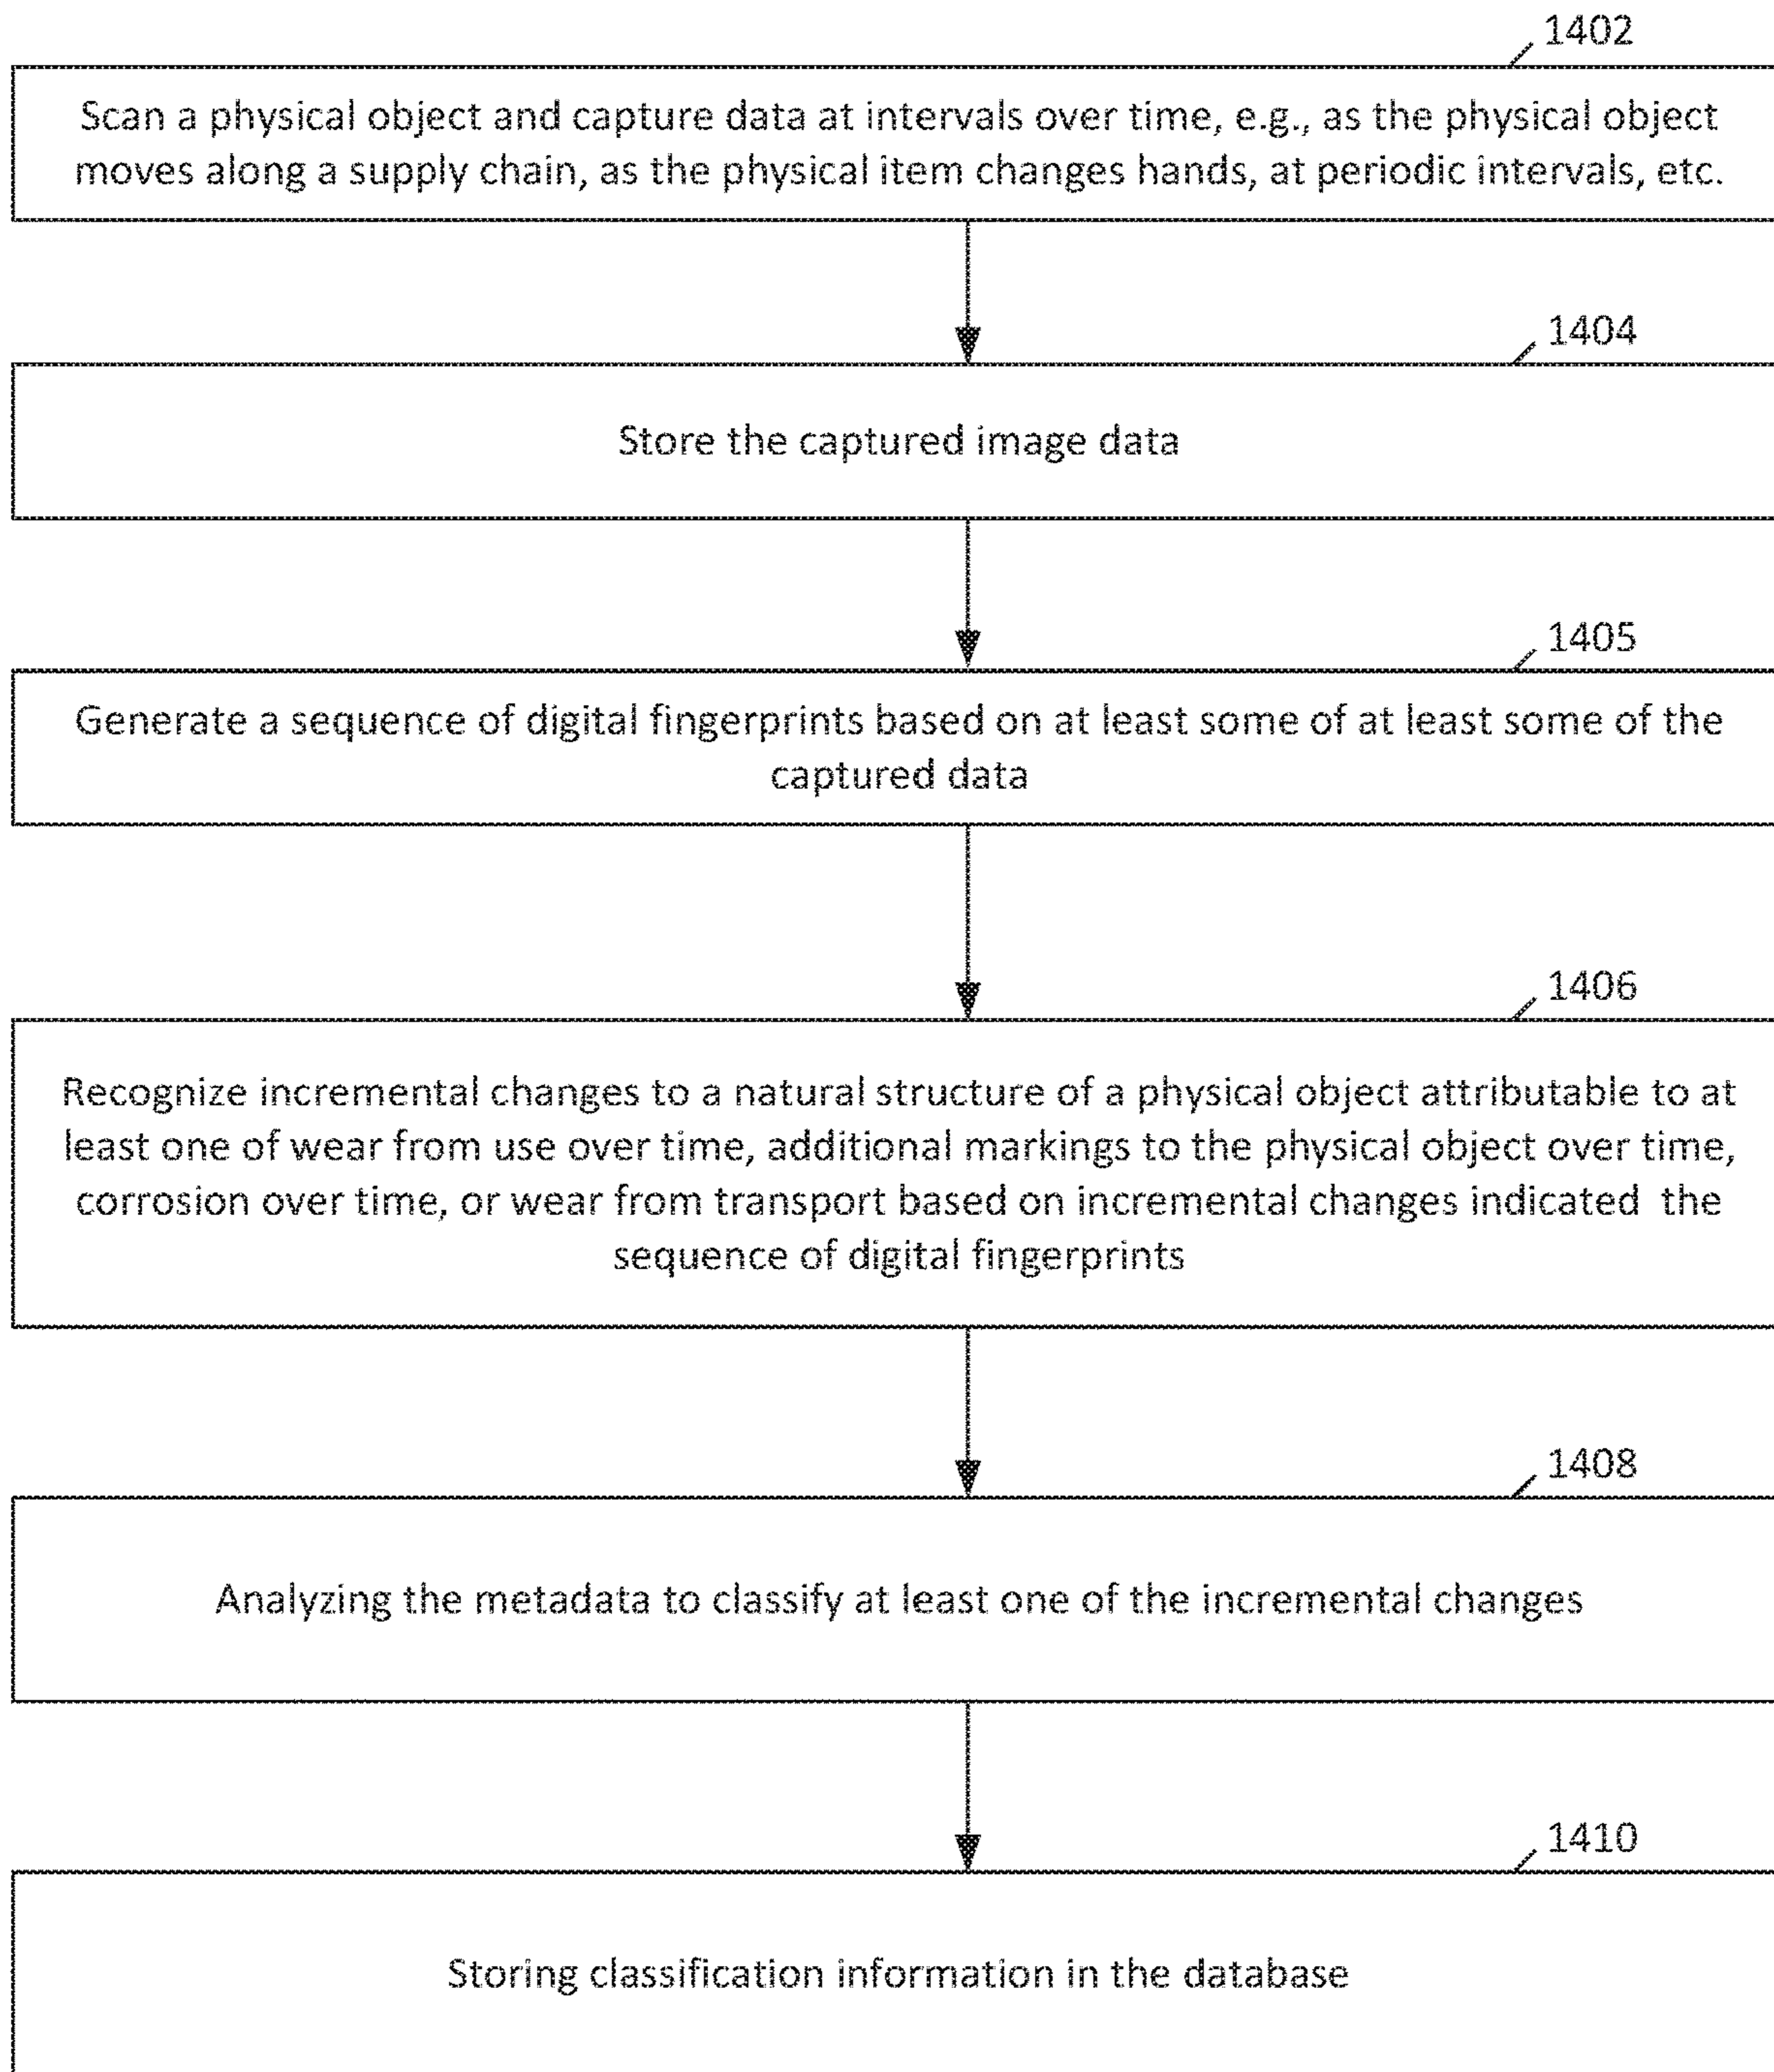 1402
Scan a physical object and capture data at intervals over time, e.g., as the physical object
moves along a supply chain, as the physical item changes hands, at periodic intervals, etc.
1404
Store the captured image data
1405
Generate a sequence of digital fingerprints based on at least some of at least some of the
captured data
1406
Recognize incremental changes to a natural structure of a physical object attributable to at
least one of wear from use over time, additional markings to the physical object over time,
corrosion over time, or wear from transport based on incremental changes indicated the
sequence of digital fingerprints
1408
Analyzing the metadata to classify at least one of the incremental changes
1410
Storing classification information in the database